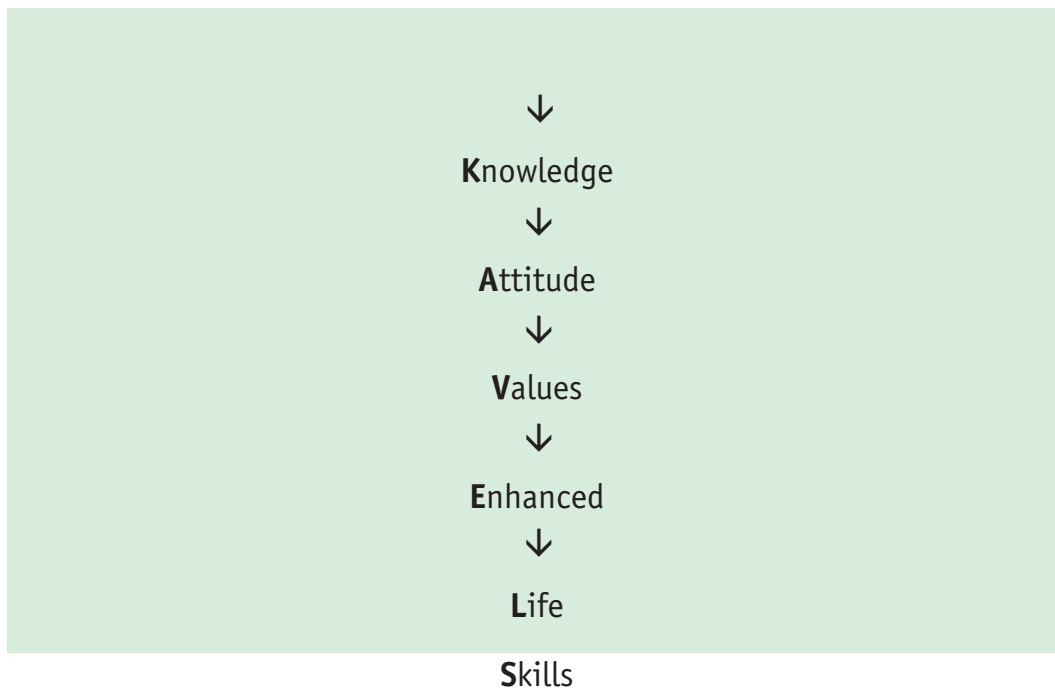 ↓
Knowledge
↓
Attitude
↓
Values
↓
Enhanced
↓
Life
Skills